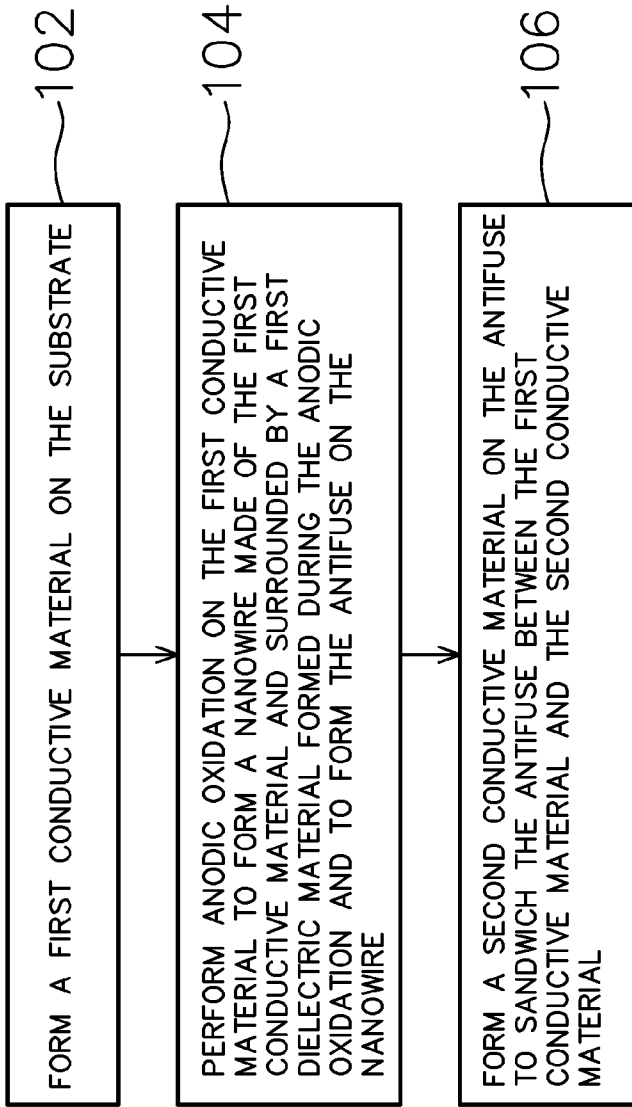 FORM A FIRST CONDUCTIVE MATERIAL ON THE SUBSTRATE
102
PERFORM ANODIC OXIDATION ON THE FIRST CONDUCTIVE
MATERIAL TO FORM A NANOWIRE MADE OF THE FIRST
CONDUCTIVE MATERIAL AND SURROUNDED BY A FIRST
DIELECTRIC MATERIAL FORMED DURING THE ANODIC
OXIDATION AND TO FORM THE ANTIFUSE ON THE
NANOWIRE
104
FORM A SECOND CONDUCTIVE MATERIAL ON THE ANTIFUSE
TO SANDWICH THE ANTIFUSE BETWEEN THE FIRST
CONDUCTIVE MATERIAL AND THE SECOND CONDUCTIVE
MATERIAL
106